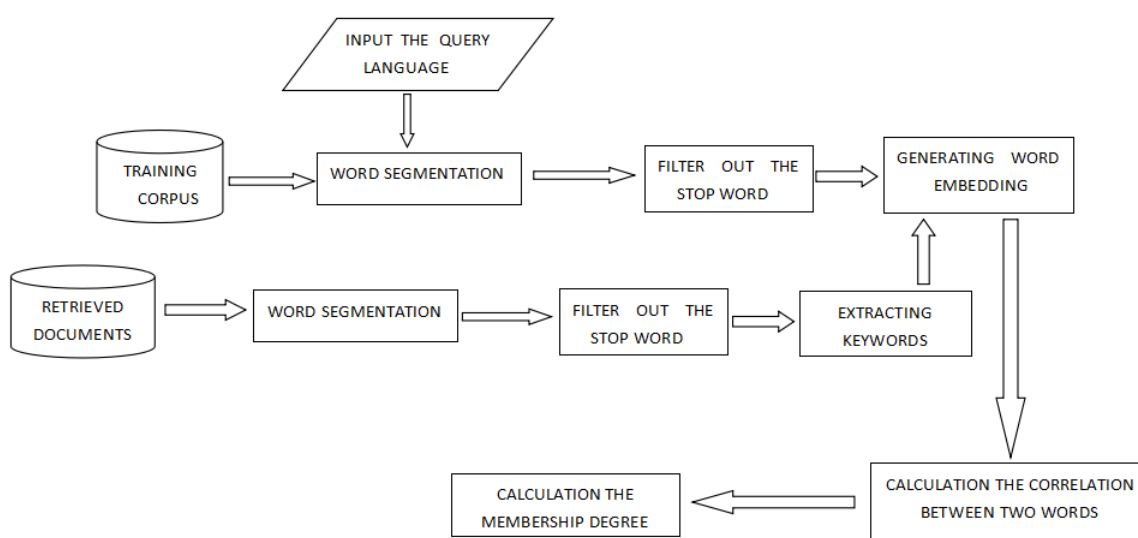 INPUT THE QUERY
LANGUAGE
TRAINING
CORPUS
WORD SEGMENTATION
FILTER OUT THE
STOP WORD
GENERATING WORD
EMBEDDING
RETRIEVED
DOCUMENTS
WORD SEGMENTATION
FILTER OUT THE
STOP WORD
EXTRACTING
KEYWORDS
CALCULATION THE
MEMBERSHIP DEGREE
CALCULATION THE CORRELATION
BETWEEN TWO WORDS